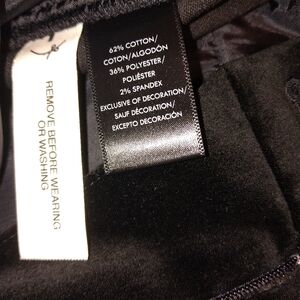 REMOVE BEFORE WEARING
OR WASHING
62% COTTON/
COTON/ALGODÓN
36% POLYESTER/
POLIÉSTER
2% SPANDEX
EXCLUSIVE OF DECORATION/
SAUF DÉCORATION/
EXCEPTO DECORACIÓN